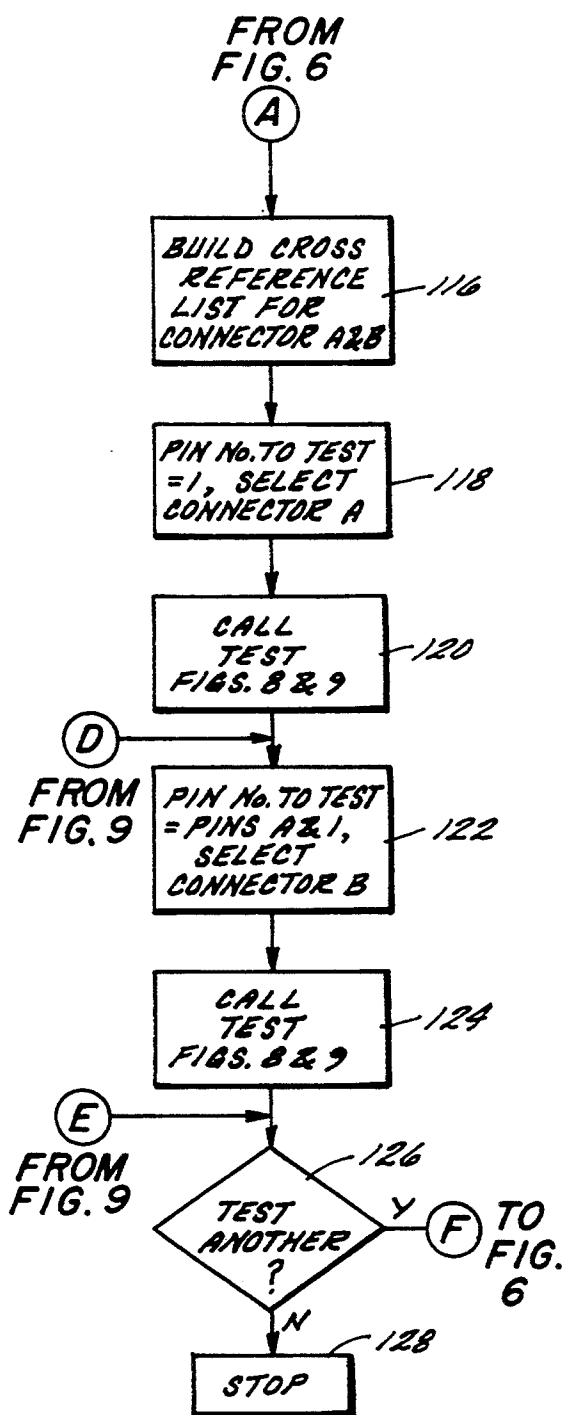 FROM
FIG. 6
A
BUILD CROSS
REFERENCE
LIST FOR
CONNECTOR A&B
116
PIN No. TO TEST
=1, SELECT
CONNECTOR A
118
CALL
TEST
FIGS. 8 & 9
120
D
FROM
FIG. 9
PIN No. TO TEST
=PINS A&1,
SELECT
CONNECTOR B
122
CALL
TEST
FIGS. 8 & 9
124
E
FROM
FIG. 9
126
TEST
ANOTHER
?
Y
F
TO
FIG.
6
N
128
STOP